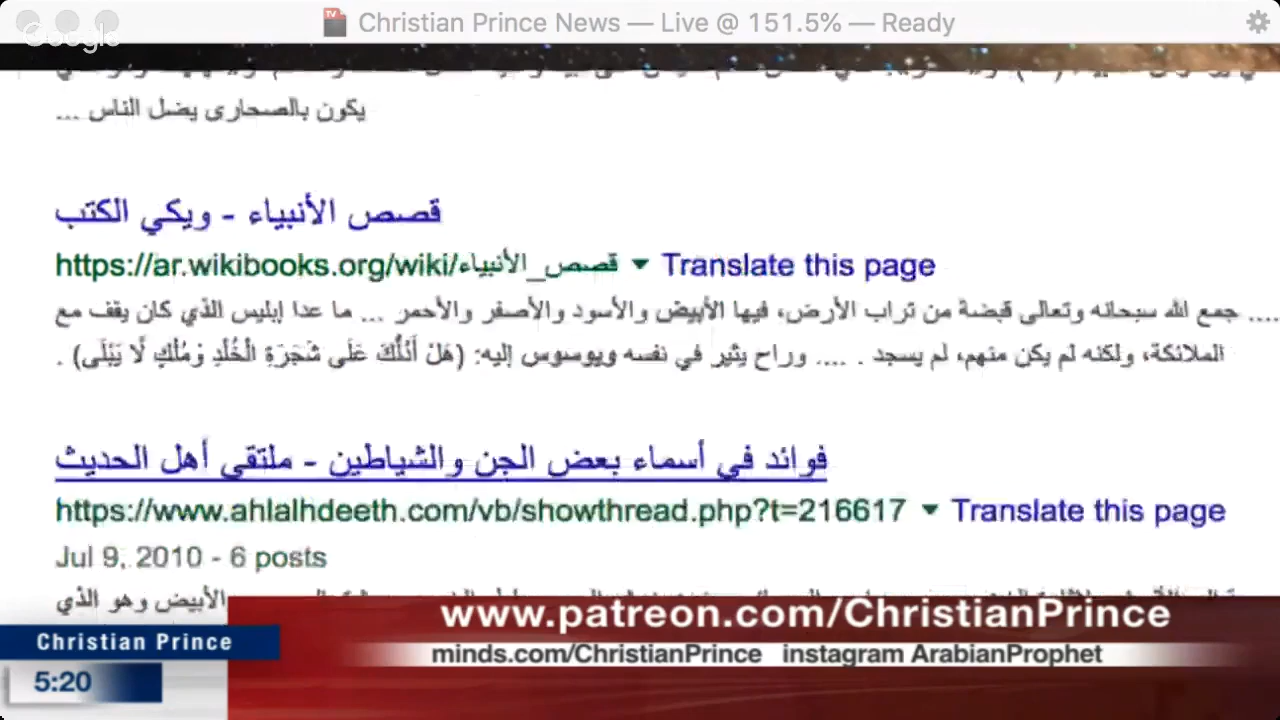 Christian Prince News — Live @ 151.5% — Ready
Google
يكون بالصحارى يضل الناس ...
قصص الأنبياء - ويكي الكتب
https://ar.wikibooks.org/wiki/قصص_الأنبياء ▼ Translate this page
.... جمع الله سبحانه وتعالى قبضة من تراب الأرض، فيها الأبيض والأسود والأصفر والأحمر ... ما عدا إبليس الذي كان يقف مع
الملائكة، ولكنه لم يكن منهم، لم يسجد . .... وراح يثير في نفسه ويوسوس إليه: (هَلْ أَدُلُّكَ عَلَى شَجَرَةِ الْخُلْدِ وَمُلْكٍ لَا يَبْلَى) .
فوائد في أسماء بعض الجن والشياطين - ملتقى أهل الحديث
https://www.ahlalhdeeth.com/vb/showthread.php?t=216617 ▼ Translate this page
Jul 9, 2010 - 6 posts
الأبيض وهو الذي
www.patreon.com/ChristianPrince
Christian Prince
minds.com/ChristianPrince instagram ArabianProphet
5:20